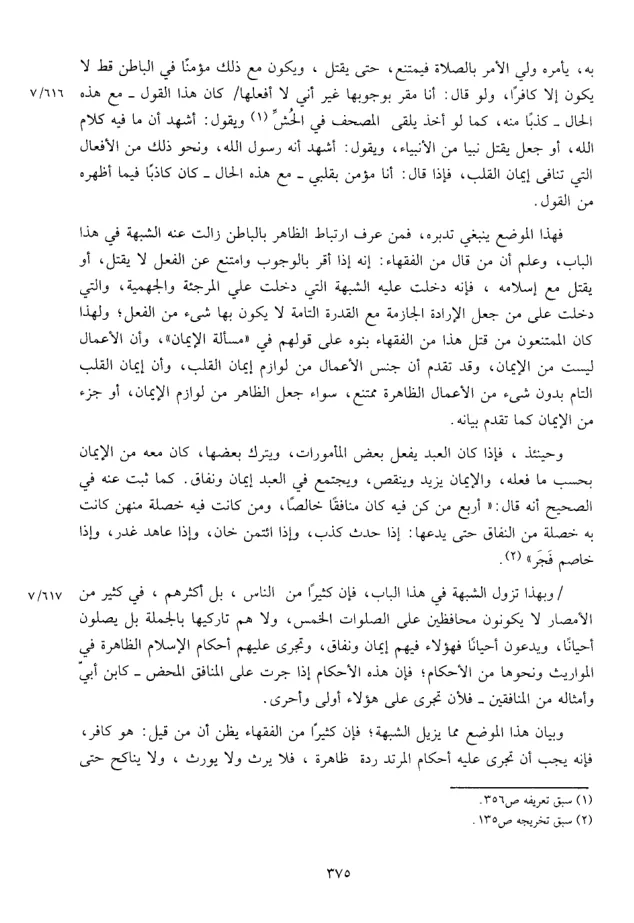 به، يأمره ولي الأمر بالصلاة فيمتنع، حتى يقتل ، ويكون مع ذلك مؤمنًا في الباطن قط لا
٧/٦١٦ يكون إلا كافرًا، ولو قال: أنا مقر بوجوبها غير أني لا أفعلها/ كان هذا القول ــ مع هذه
الحال ــ كذبًا منه، كما لو أخذ يلقى المصحف في الحُشِّ (١) ويقول: أشهد أن ما فيه كلام
الله، أو جعل يقتل نبيا من الأنبياء، ويقول: أشهد أنه رسول الله، ونحو ذلك من الأفعال
التي تنافى إيمان القلب، فإذا قال: أنا مؤمن بقلبي ــ مع هذه الحال ــ كان كاذبًا فيما أظهره
من القول.
فهذا الموضع ينبغي تدبره، فمن عرف ارتباط الظاهر بالباطن زالت عنه الشبهة في هذا
الباب، وعلم أن من قال من الفقهاء: إنه إذا أقر بالوجوب وامتنع عن الفعل لا يقتل، أو
يقتل مع إسلامه ، فإنه دخلت عليه الشبهة التي دخلت علي المرجئة والجهمية، والتي
دخلت على من جعل الإرادة الجازمة مع القدرة التامة لا يكون بها شىء من الفعل؛ ولهذا
كان الممتنعون من قتل هذا من الفقهاء بنوه على قولهم في «مسألة الإيمان»، وأن الأعمال
ليست من الإيمان، وقد تقدم أن جنس الأعمال من لوازم إيمان القلب، وأن إيمان القلب
التام بدون شىء من الأعمال الظاهرة ممتنع، سواء جعل الظاهر من لوازم الإيمان، أو جزء
من الإيمان كما تقدم بيانه.
وحينئذ ، فإذا كان العبد يفعل بعض المأمورات، ويترك بعضها، كان معه من الإيمان
بحسب ما فعله، والإيمان يزيد وينقص، ويجتمع في العبد إيمان ونفاق. كما ثبت عنه في
الصحيح أنه قال:« أربع من كن فيه كان منافقًا خالصًا، ومن كانت فيه خصلة منهن كانت
به خصلة من النفاق حتى يدعها: إذا حدث كذب، وإذا ائتمن خان، وإذا عاهد غدر، وإذا
خاصم فَجَر» (٢).
٧/٦١٧ / وبهذا تزول الشبهة في هذا الباب، فإن كثيرًا من الناس ، بل أكثرهم ، في كثير من
الأمصار لا يكونون محافظين على الصلوات الخمس، ولا هم تاركيها بالجملة بل يصلون
أحيانًا، ويدعون أحيانًا فهؤلاء فيهم إيمان ونفاق، وتجرى عليهم أحكام الإسلام الظاهرة في
المواريث ونحوها من الأحكام؛ فإن هذه الأحكام إذا جرت على المنافق المحض ــ كابن أبيّ
وأمثاله من المنافقين ــ فلأن تجرى على هؤلاء أولى وأحرى.
وبيان هذا الموضع مما يزيل الشبهة؛ فإن كثيرًا من الفقهاء يظن أن من قيل: هو كافر،
فإنه يجب أن تجرى عليه أحكام المرتد ردة ظاهرة ، فلا يرث ولا يورث ، ولا يناكح حتى
(١) سبق تعريفه ص٣٥٦.
(٢) سبق تخريجه ص١٣٥.
٣٧٥